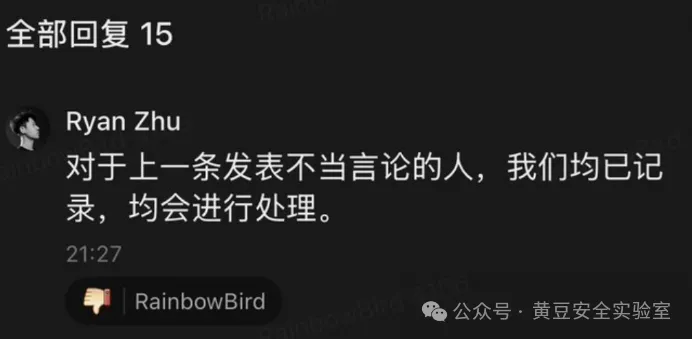 全部回复 15
Ryan Zhu
对于上一条发表不当言论的人，我们均已记
录，均会进行处理。
21:27
RainbowBird
公众号 · 黄豆安全实验室